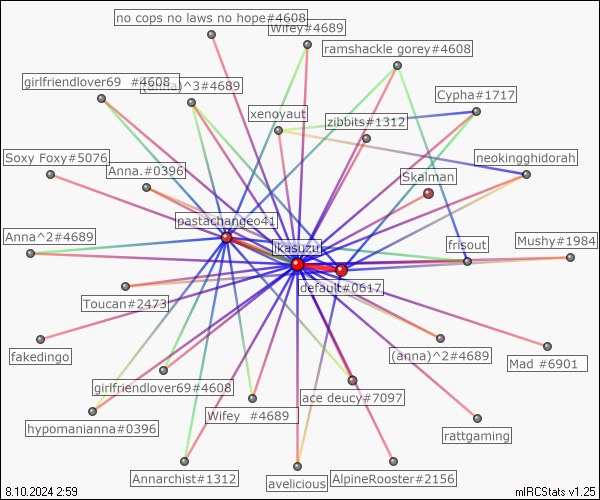 no cops no laws no hope#4608
Wifey#4689
ramshackle gorey#4608
girlfriendlover69 #4608
(anna)^3#4689
Cypha#1717
xenoyaut
zibbits#1312
Soxy Foxy#5076
Anna.#0396
neokingghidorah
Skalman
pastachangeo41
Anna^2#4689
ikasuzu
frisout
Mushy#1984
default#0617
Toucan#2473
fakedingo
(anna)^2#4689
Mad #6901
girlfriendlover69#4608
ace deucy#7097
Wifey #4689
hypomanianna#0396
rattgaming
Annarchist#1312
avelicious
AlpineRooster#2156
8.10.2024 2:59
mIRCStats v1.25